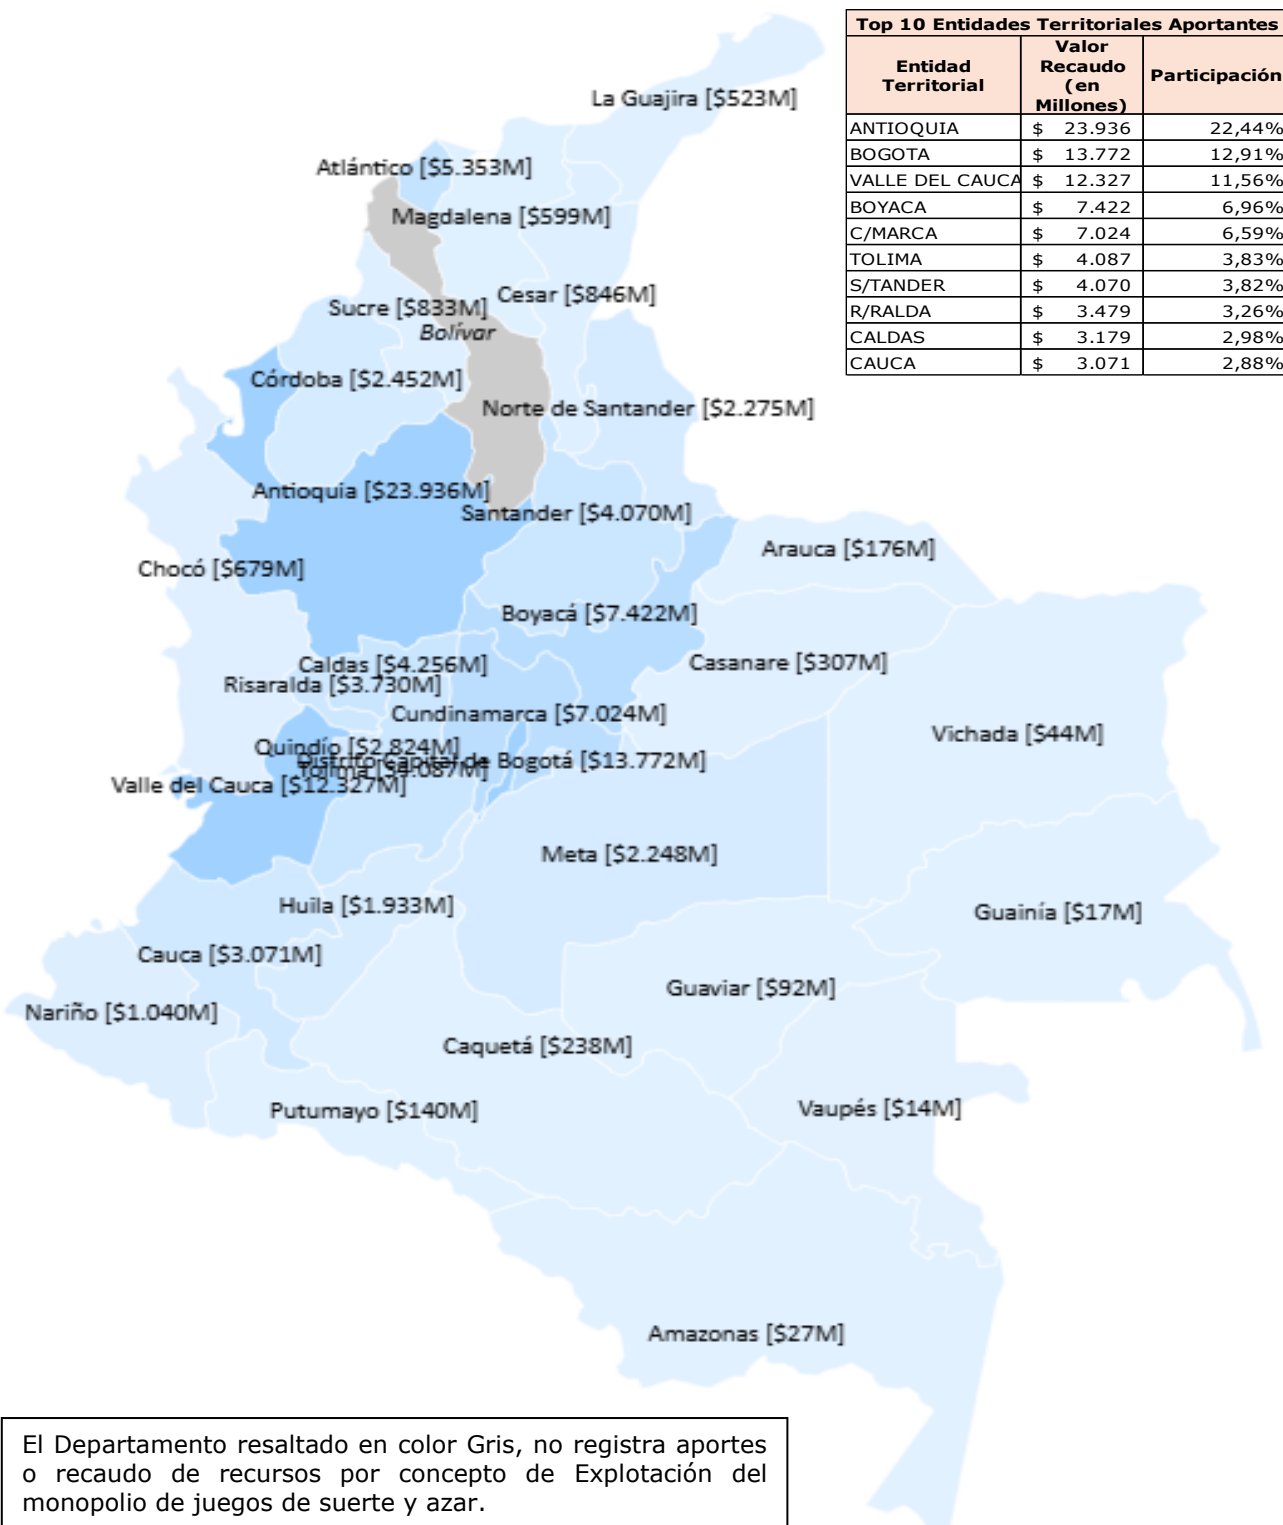 Top 10 Entidades Territoriales Aportantes
Entidad Territorial | Valor Recaudo (en Millones) | Participación
ANTIOQUIA $ 23.936 22,44%
BOGOTA $ 13.772 12,91%
VALLE DEL CAUCA $ 12.327 11,56%
BOYACA $ 7.422 6,96%
C/MARCA $ 7.024 6,59%
TOLIMA $ 4.087 3,83%
S/TANDER $ 4.070 3,82%
R/RALDA $ 3.479 3,26%
CALDAS $ 3.179 2,98%
CAUCA $ 3.071 2,88%
La Guajira [$523M]
Atlántico [$5.353M]
Magdalena [$599M]
Cesar [$846M]
Sucre [$833M]
Bolívar
Córdoba [$2.452M]
Norte de Santander [$2.275M]
Antioquia [$23.936M]
Santander [$4.070M]
Arauca [$176M]
Chocó [$679M]
Boyacá [$7.422M]
Caldas [$4.256M]
Casanare [$307M]
Risaralda [$3.730M]
Cundinamarca [$7.024M]
Vichada [$44M]
Quindío [$2.824M]
Distrito Capital de Bogotá [$13.772M]
Tolima [$4.087M]
Valle del Cauca [$12.327M]
Meta [$2.248M]
Huila [$1.933M]
Guainía [$17M]
Cauca [$3.071M]
Guaviar [$92M]
Nariño [$1.040M]
Caquetá [$238M]
Putumayo [$140M]
Vaupés [$14M]
Amazonas [$27M]
El Departamento resaltado en color Gris, no registra aportes
o recaudo de recursos por concepto de Explotación del
monopolio de juegos de suerte y azar.